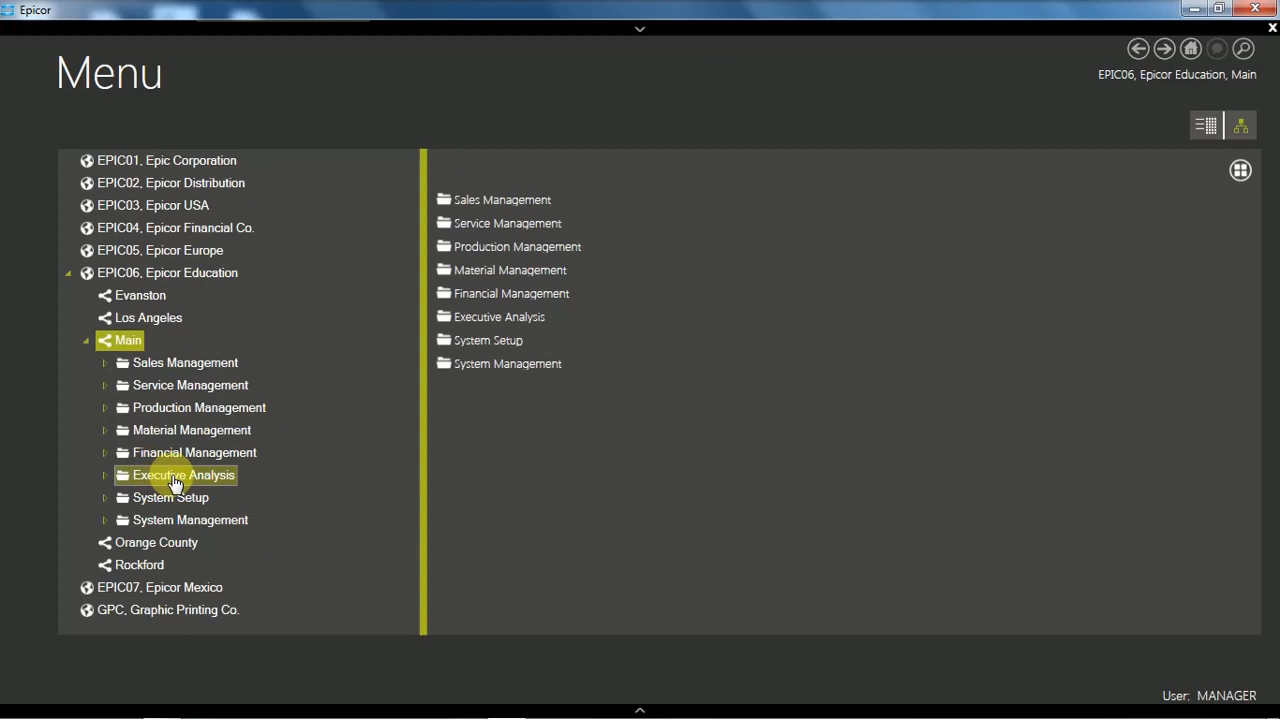 Epicor
Menu
EPIC06, Epicor Education, Main
EPIC01, Epic Corporation
EPIC02, Epicor Distribution
EPIC03, Epicor USA
EPIC04, Epicor Financial Co.
EPIC05, Epicor Europe
EPIC06, Epicor Education
Evanston
Los Angeles
Main
Sales Management
Service Management
Production Management
Material Management
Financial Management
Executive Analysis
System Setup
System Management
Orange County
Rockford
EPIC07, Epicor Mexico
GPC, Graphic Printing Co.
Sales Management
Service Management
Production Management
Material Management
Financial Management
Executive Analysis
System Setup
System Management
User: MANAGER